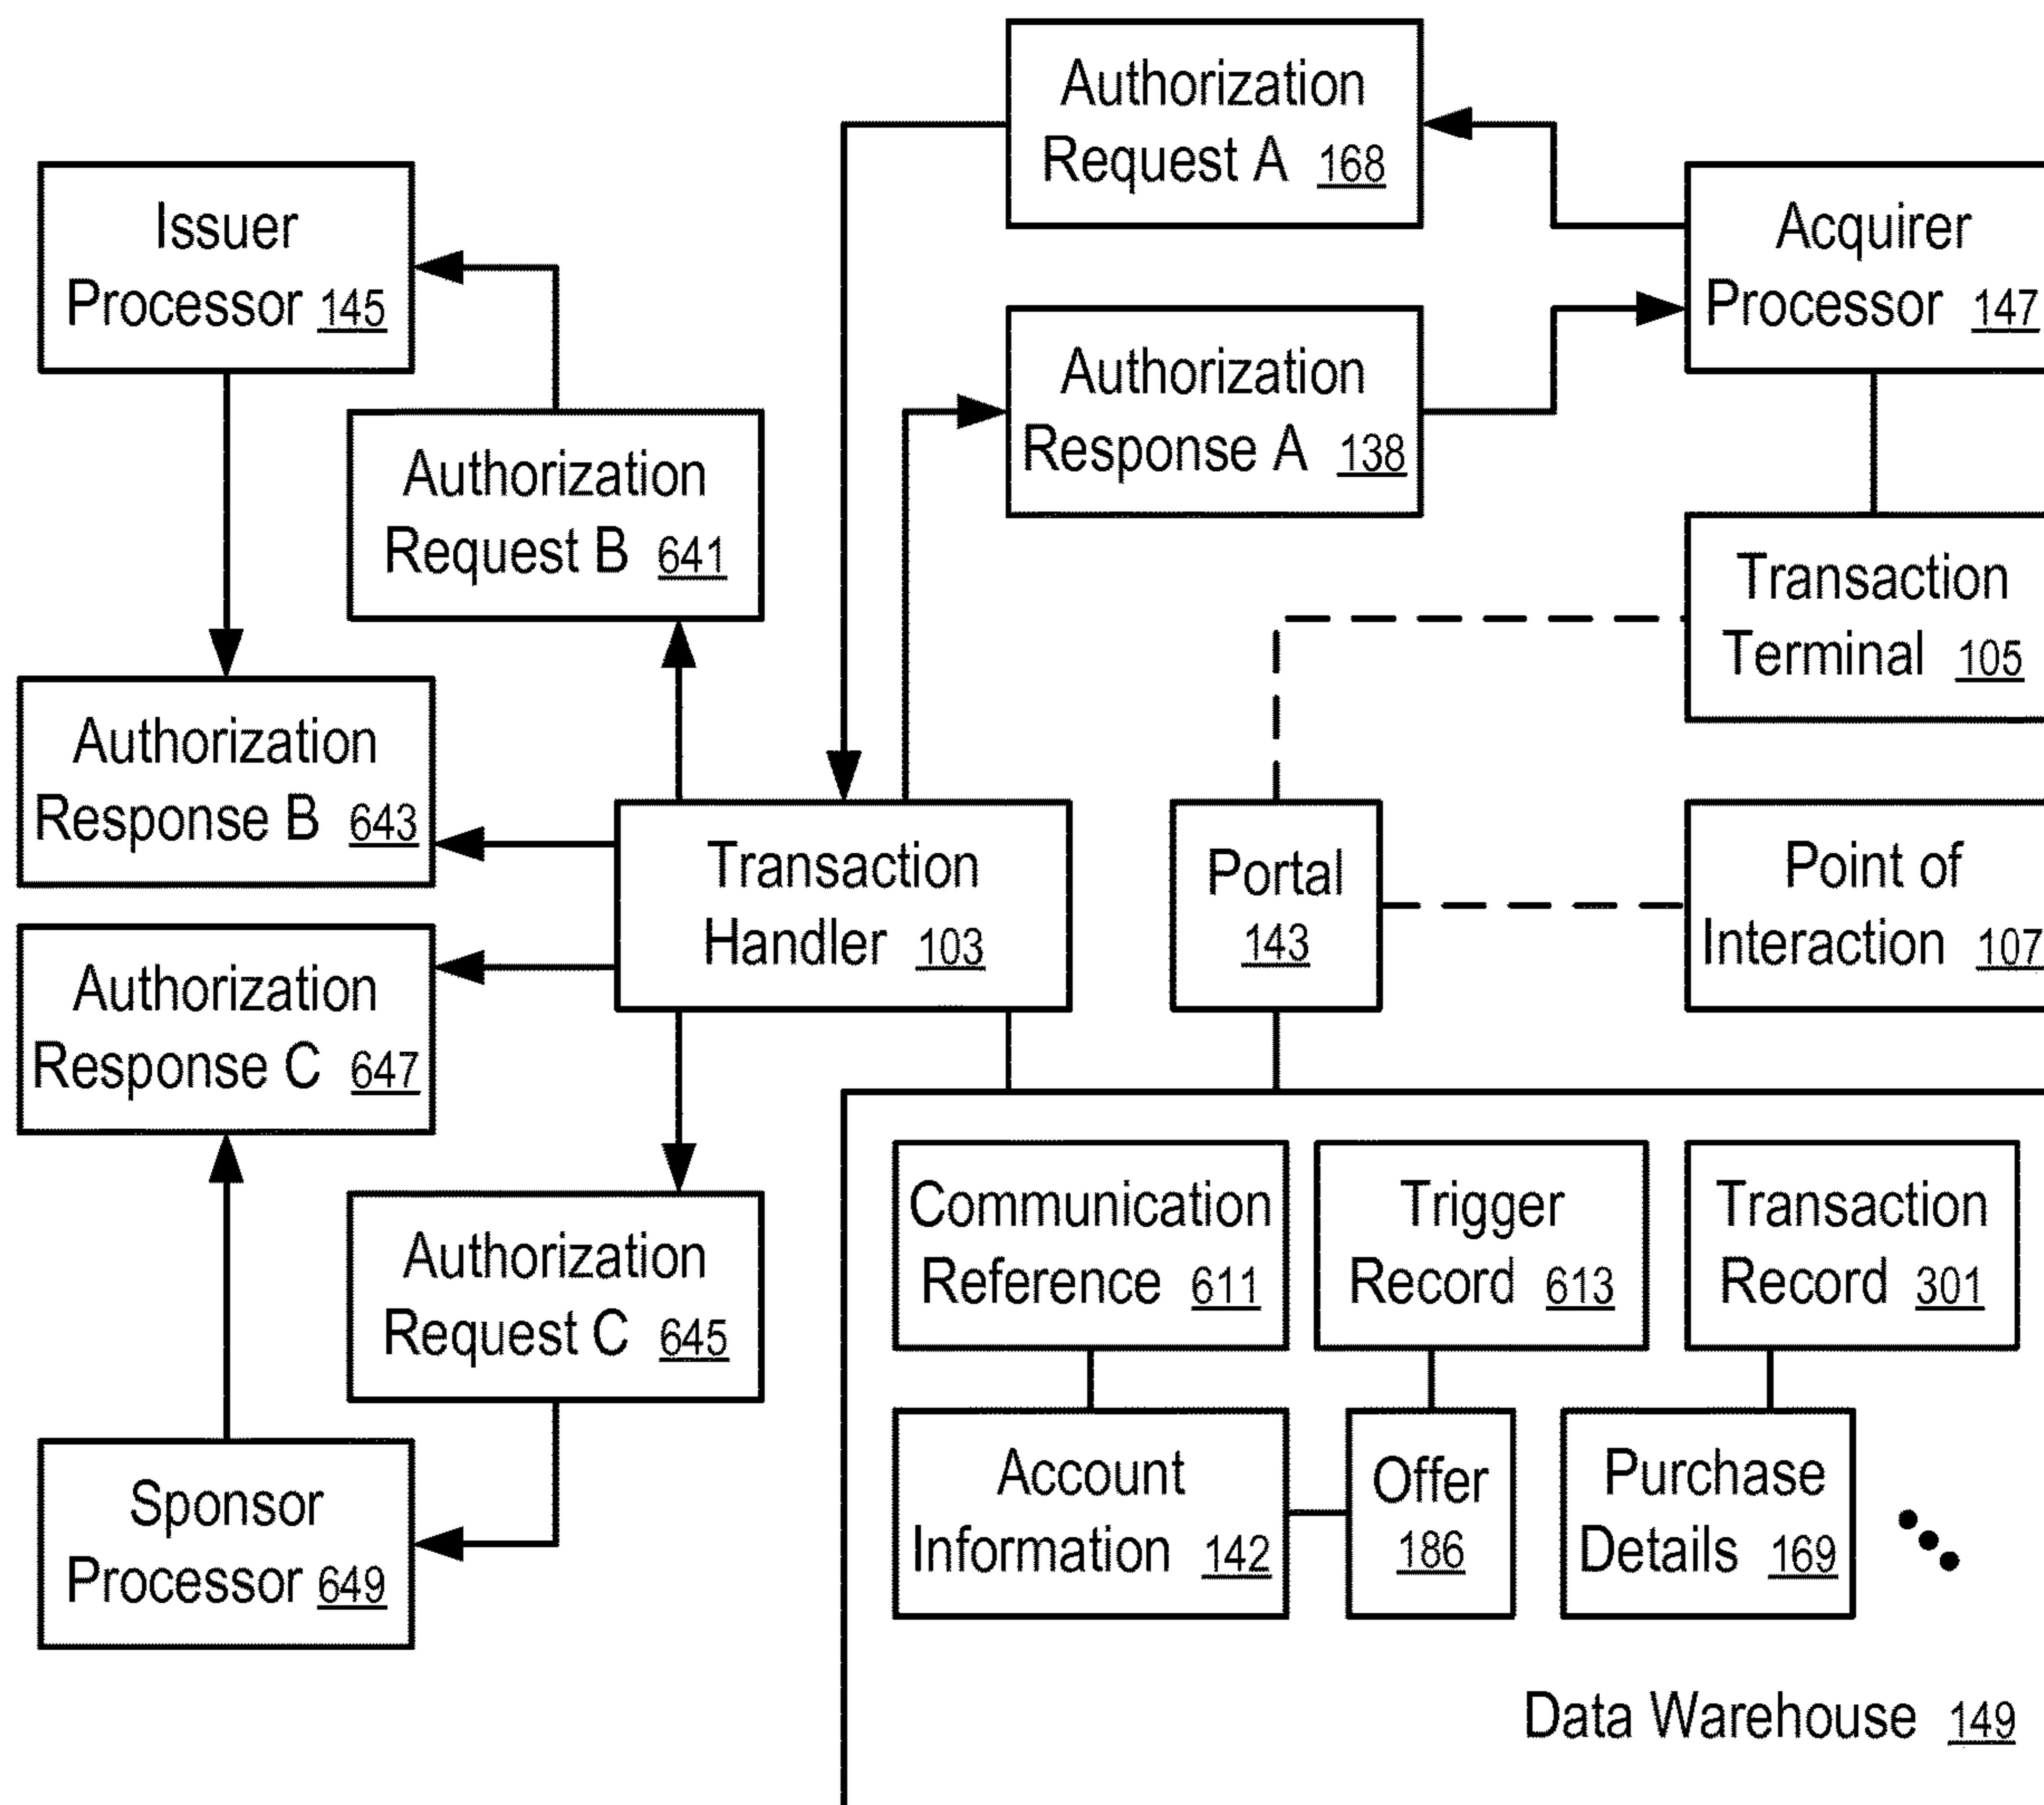 Authorization
Request A 168
Issuer
Processor 145
Acquirer
Processor 147
Authorization
Response A 138
Authorization
Request B 641
Transaction
Terminal 105
Authorization
Response B 643
Transaction
Handler 103
Portal
143
Point of
Interaction 107
Authorization
Response C 647
Authorization
Request C 645
Communication
Reference 611
Trigger
Record 613
Transaction
Record 301
Sponsor
Processor 649
Account
Information 142
Offer
186
Purchase
Details 169
Data Warehouse 149